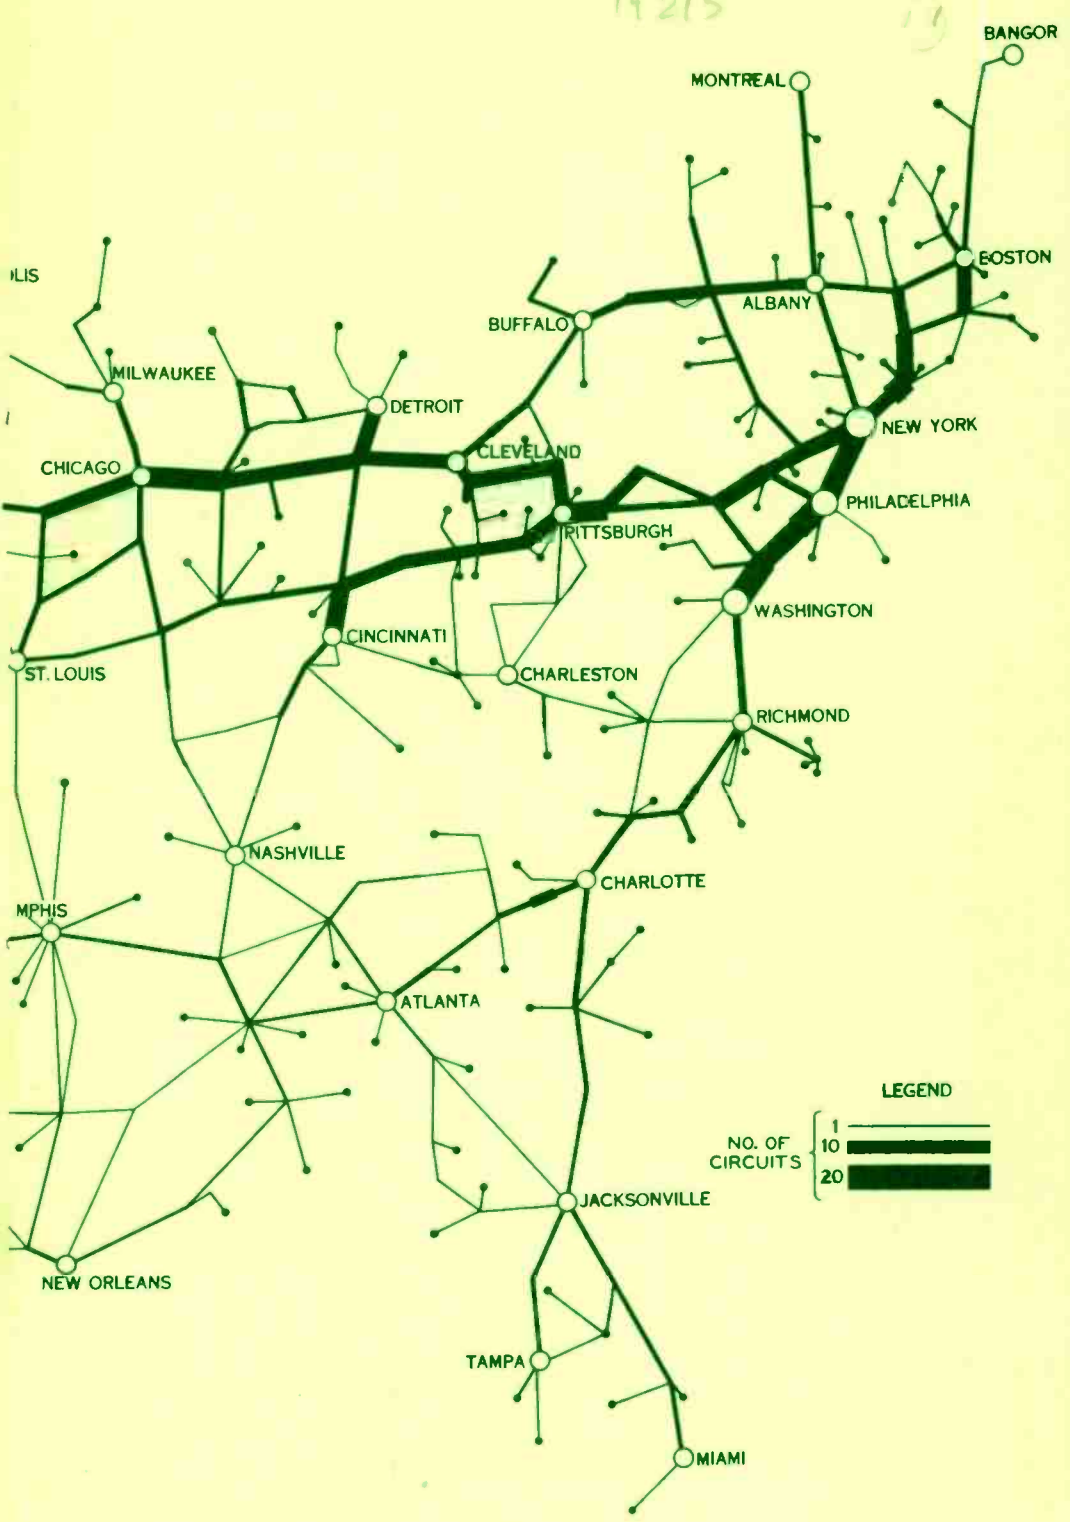 BANGOR
MONTREAL
BOSTON
OLIS
ALBANY
BUFFALO
MILWAUKEE
DETROIT
NEW YORK
CLEVELAND
CHICAGO
PHILADELPHIA
PITTSBURGH
WASHINGTON
CINCINNATI
ST. LOUIS
CHARLESTON
RICHMOND
NASHVILLE
CHARLOTTE
MPHIS
ATLANTA
LEGEND
NO. OF CIRCUITS
1
10
20
JACKSONVILLE
NEW ORLEANS
TAMPA
MIAMI